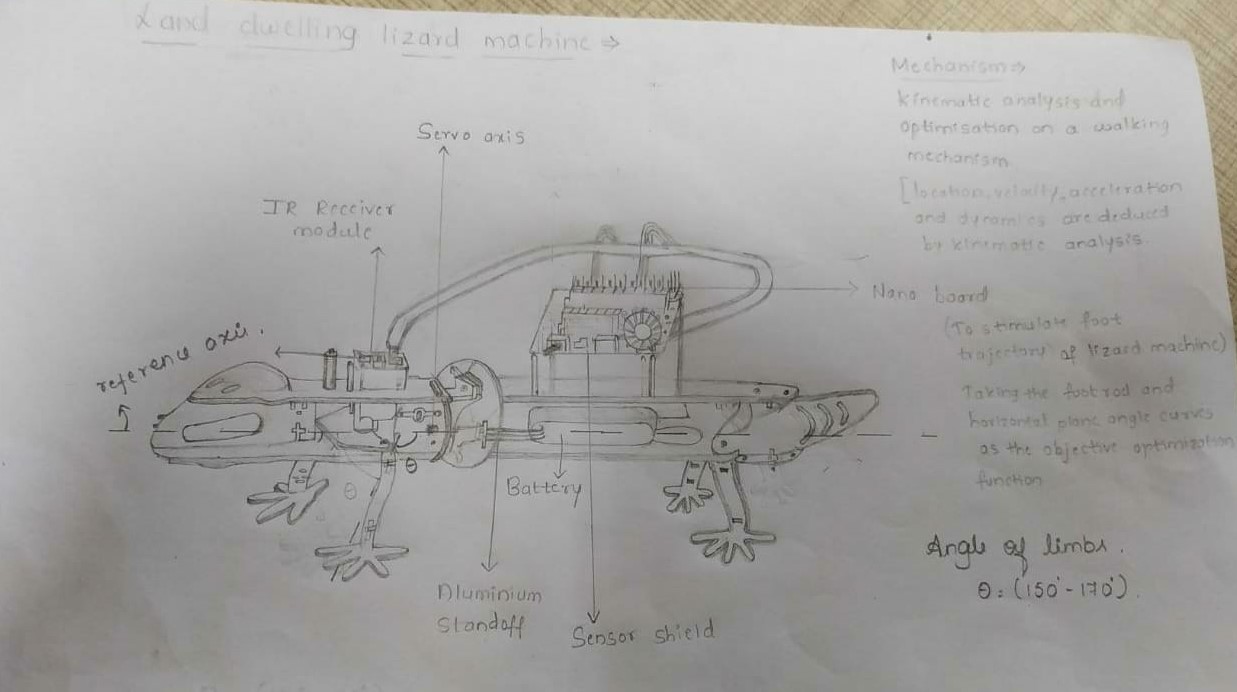 Land dwelling lizard machine ⇒
Mechanism ⇒
Kinematic analysis and
optimisation on a walking
mechanism.
[location, velocity, acceleration
and dynamics are deduced
by kinematic analysis.
Servo axis
IR Receiver
module
reference axis.
Nano board
(To stimulate foot
trajectory of lizard machine)
Taking the foot rod and
horizontal plane angle curves
as the objective optimization
function
θ
θ
Battery
Aluminium
Standoff
Sensor shield
Angle of limbs.
θ = (150° - 170°).